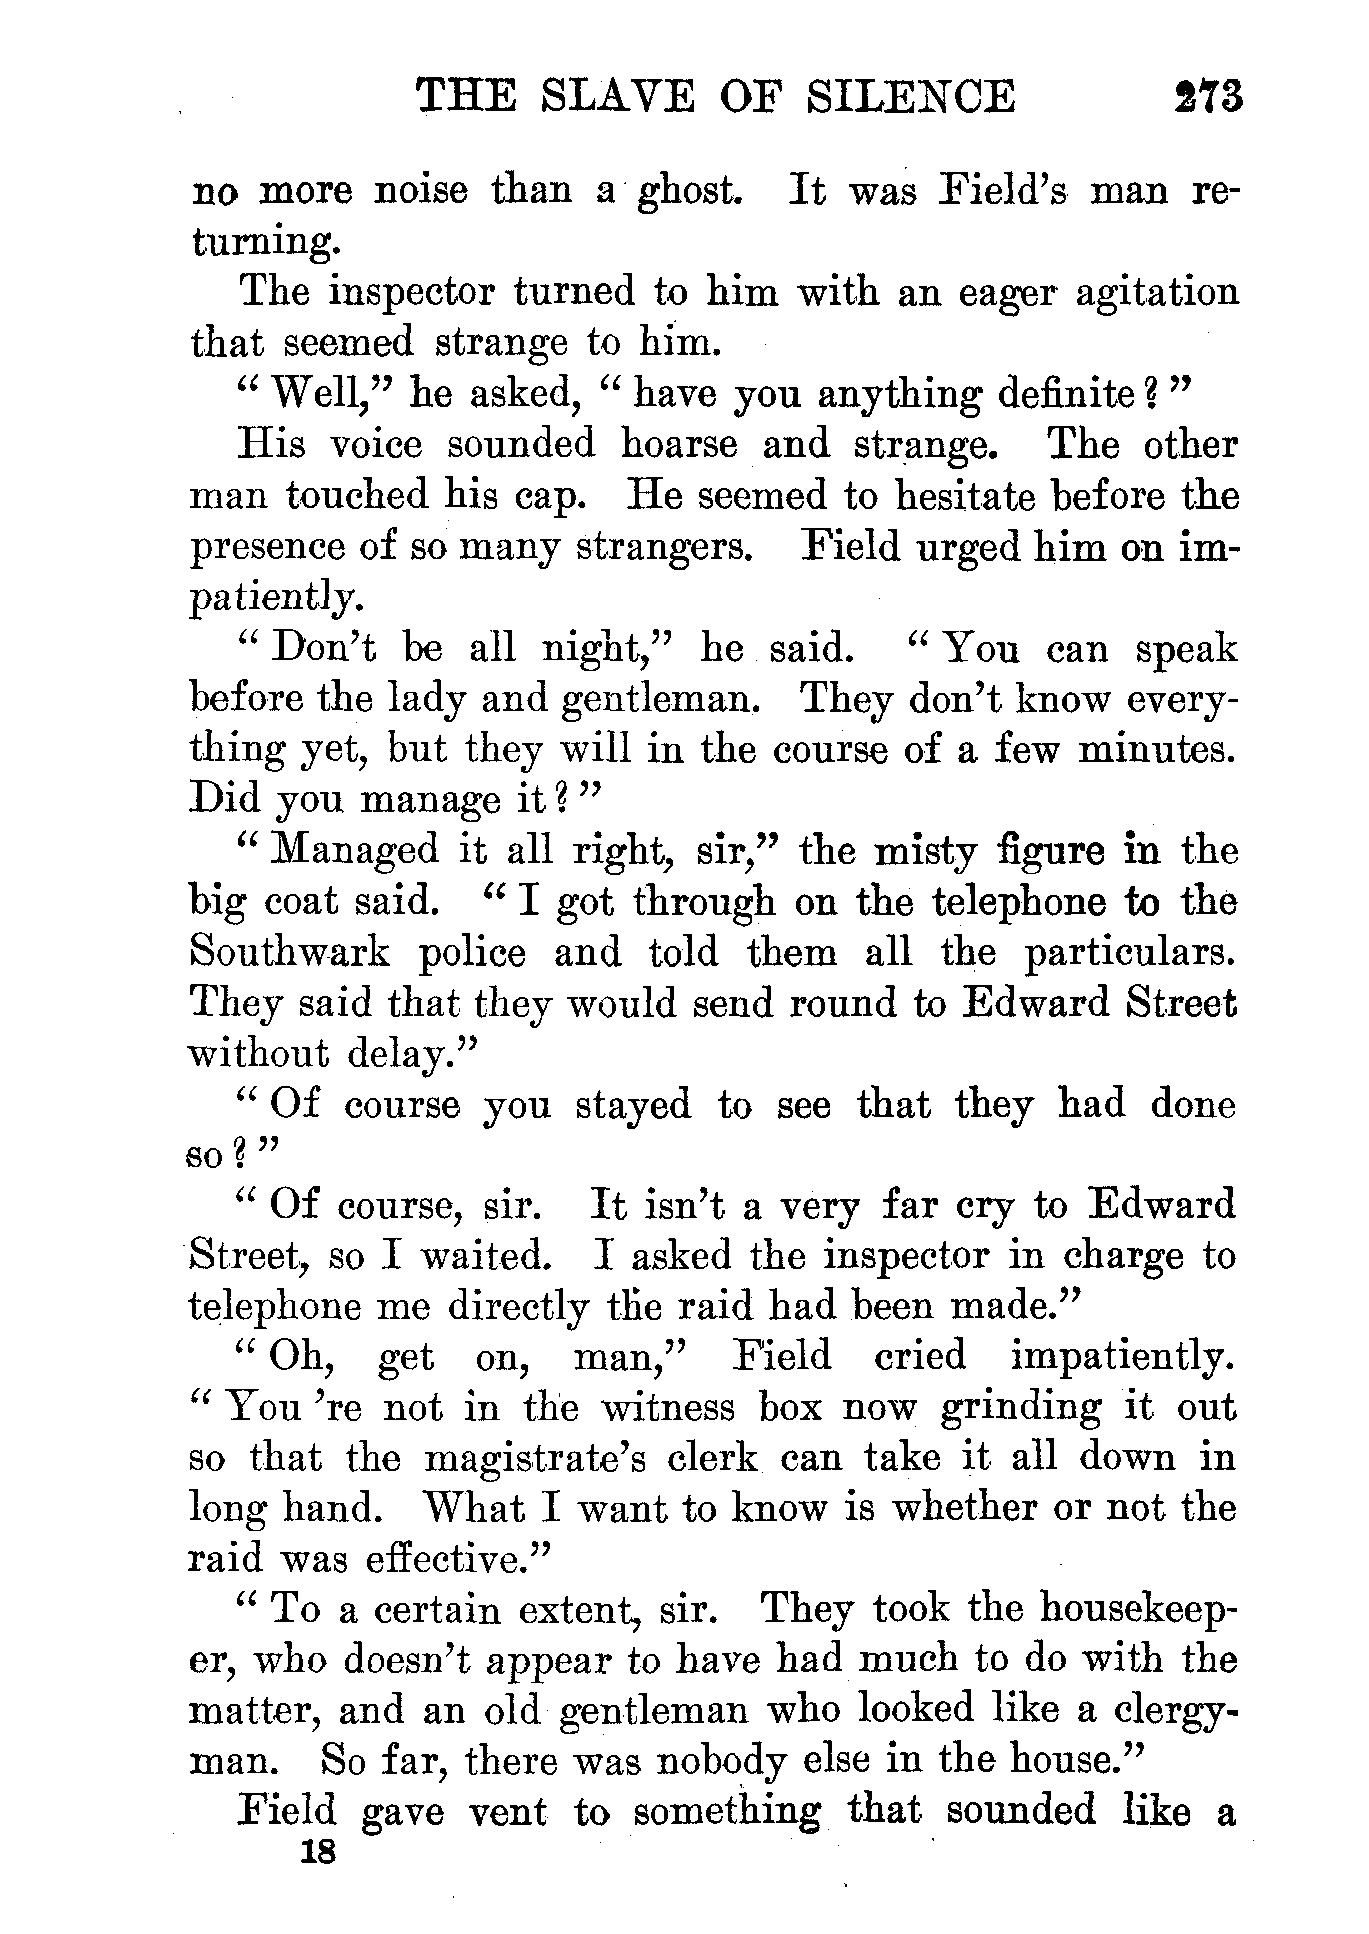 THE SLAVE OF SILENCE 273
no more noise than a ghost. It was Field's man re-
turning.
The inspector turned to him with an eager agitation
that seemed strange to him.
" Well," he asked, " have you anything definite ? "
His voice sounded hoarse and strange. The other
man touched his cap. He seemed to hesitate before the
presence of so many strangers. Field urged him on im-
patiently.
" Don't be all night," he said. " You can speak
before the lady and gentleman. They don't know every-
thing yet, but they will in the course of a few minutes.
Did you manage it ? "
" Managed it all right, sir," the misty figure in the
big coat said. " I got through on the telephone to the
Southwark police and told them all the particulars.
They said that they would send round to Edward Street
without delay."
" Of course you stayed to see that they had done
so ? "
" Of course, sir. It isn't a very far cry to Edward
Street, so I waited. I asked the inspector in charge to
telephone me directly the raid had been made."
" Oh, get on, man," Field cried impatiently.
" You 're not in the witness box now grinding it out
so that the magistrate's clerk can take it all down in
long hand. What I want to know is whether or not the
raid was effective."
" To a certain extent, sir. They took the housekeep-
er, who doesn't appear to have had much to do with the
matter, and an old gentleman who looked like a clergy-
man. So far, there was nobody else in the house."
Field gave vent to something that sounded like a
18